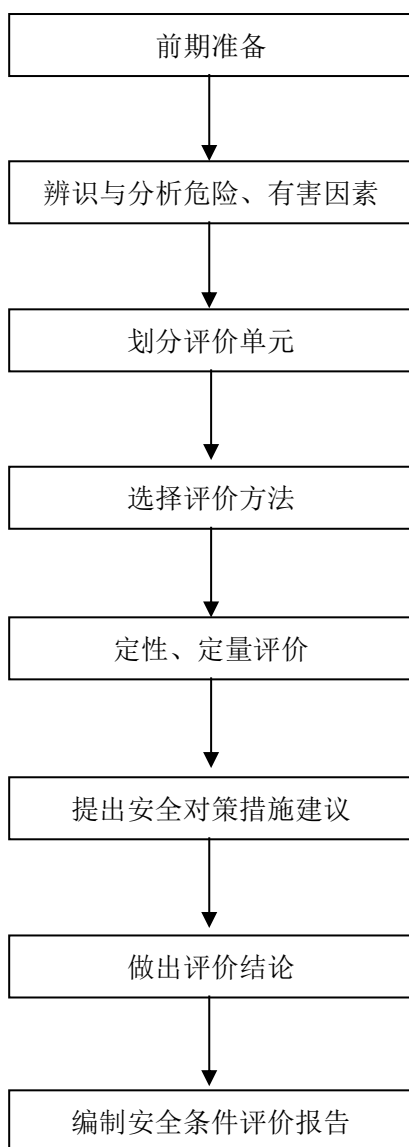 前期准备
辨识与分析危险、有害因素
划分评价单元
选择评价方法
定性、定量评价
提出安全对策措施建议
做出评价结论
编制安全条件评价报告